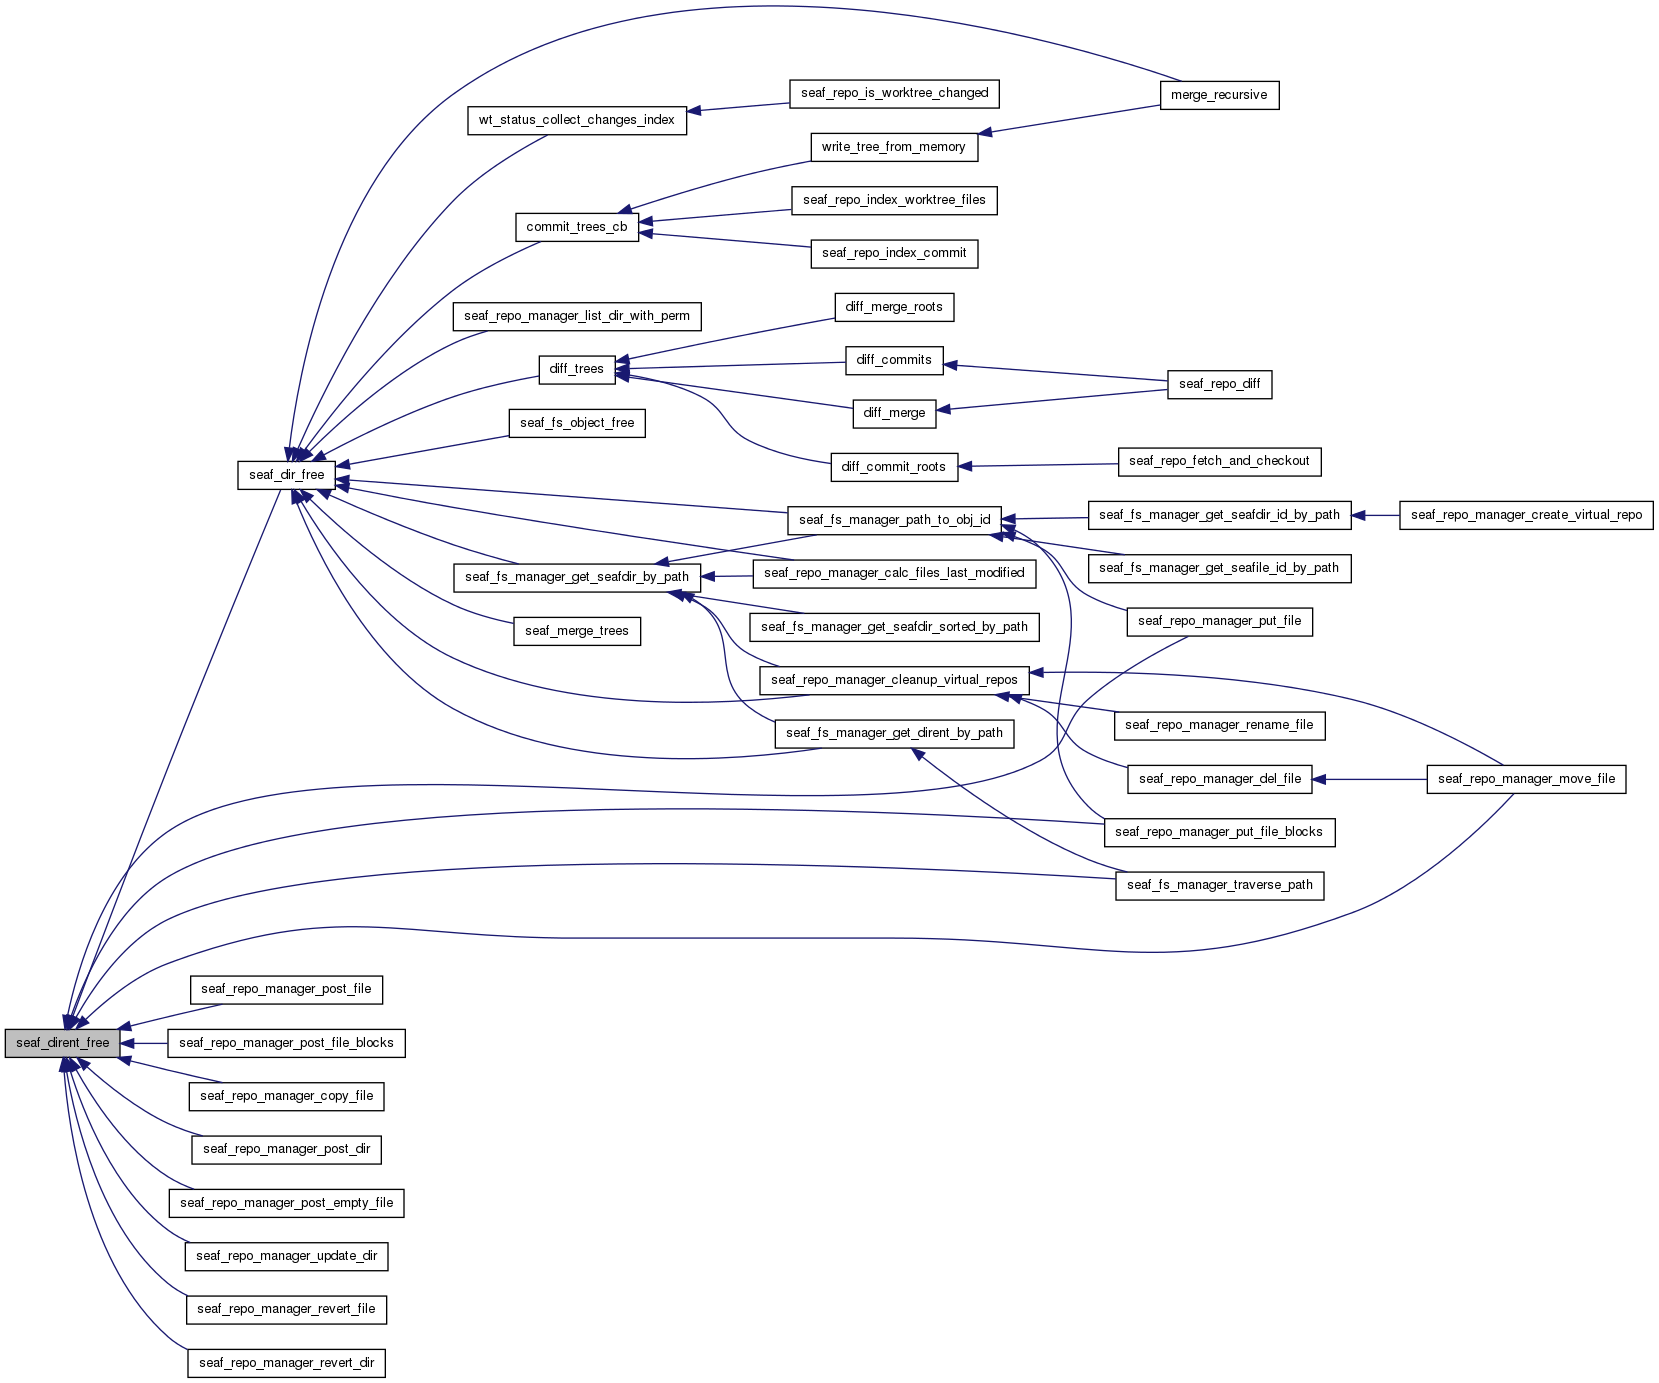 merge_recursive
seaf_repo_is_worktree_changed
wt_status_collect_changes_index
write_tree_from_memory
seaf_repo_index_worktree_files
commit_trees_cb
seaf_repo_index_commit
diff_merge_roots
seaf_repo_manager_list_dir_with_perm
diff_commits
diff_trees
seaf_repo_diff
diff_merge
seaf_fs_object_free
seaf_repo_fetch_and_checkout
diff_commit_roots
seaf_dir_free
seaf_fs_manager_get_seafdir_id_by_path
seaf_repo_manager_create_virtual_repo
seaf_fs_manager_path_to_obj_id
seaf_fs_manager_get_seafile_id_by_path
seaf_repo_manager_calc_files_last_modified
seaf_fs_manager_get_seafdir_by_path
seaf_repo_manager_put_file
seaf_fs_manager_get_seafdir_sorted_by_path
seaf_merge_trees
seaf_repo_manager_cleanup_virtual_repos
seaf_repo_manager_rename_file
seaf_fs_manager_get_dirent_by_path
seaf_repo_manager_del_file
seaf_repo_manager_move_file
seaf_repo_manager_put_file_blocks
seaf_fs_manager_traverse_path
seaf_repo_manager_post_file
seaf_dirent_free
seaf_repo_manager_post_file_blocks
seaf_repo_manager_copy_file
seaf_repo_manager_post_dir
seaf_repo_manager_post_empty_file
seaf_repo_manager_update_dir
seaf_repo_manager_revert_file
seaf_repo_manager_revert_dir